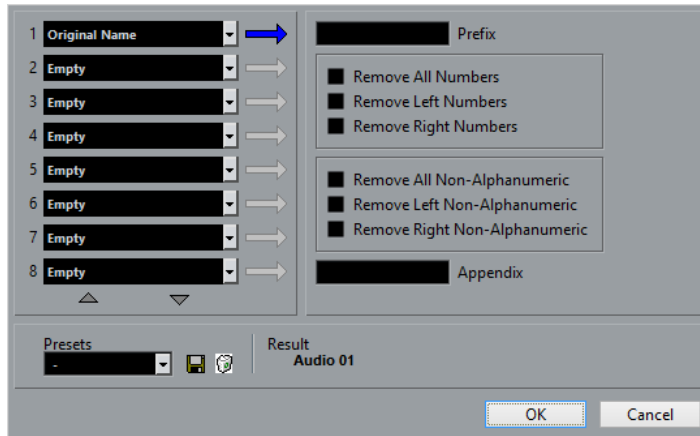 1 Original Name
2 Empty
3 Empty
4 Empty
5 Empty
6 Empty
7 Empty
8 Empty
Prefix
Remove All Numbers
Remove Left Numbers
Remove Right Numbers
Remove All Non-Alphanumeric
Remove Left Non-Alphanumeric
Remove Right Non-Alphanumeric
Appendix
Presets
-
Result
Audio 01
OK
Cancel